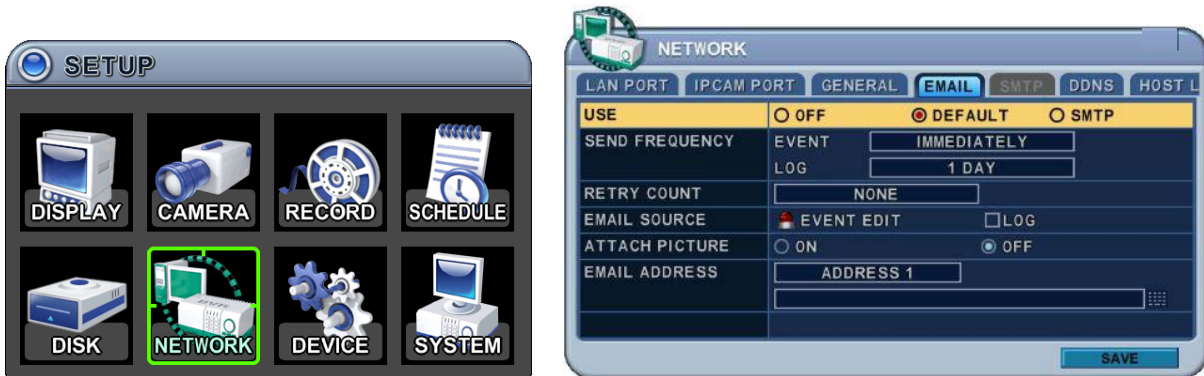 SETUP
DISPLAY CAMERA RECORD SCHEDULE
DISK NETWORK DEVICE SYSTEM
NETWORK
LAN PORT IPCAM PORT GENERAL EMAIL SMTP DDNS HOST L
USE OFF DEFAULT SMTP
SEND FREQUENCY EVENT IMMEDIATELY
LOG 1 DAY
RETRY COUNT NONE
EMAIL SOURCE EVENT EDIT LOG
ATTACH PICTURE ON OFF
EMAIL ADDRESS ADDRESS 1
SAVE